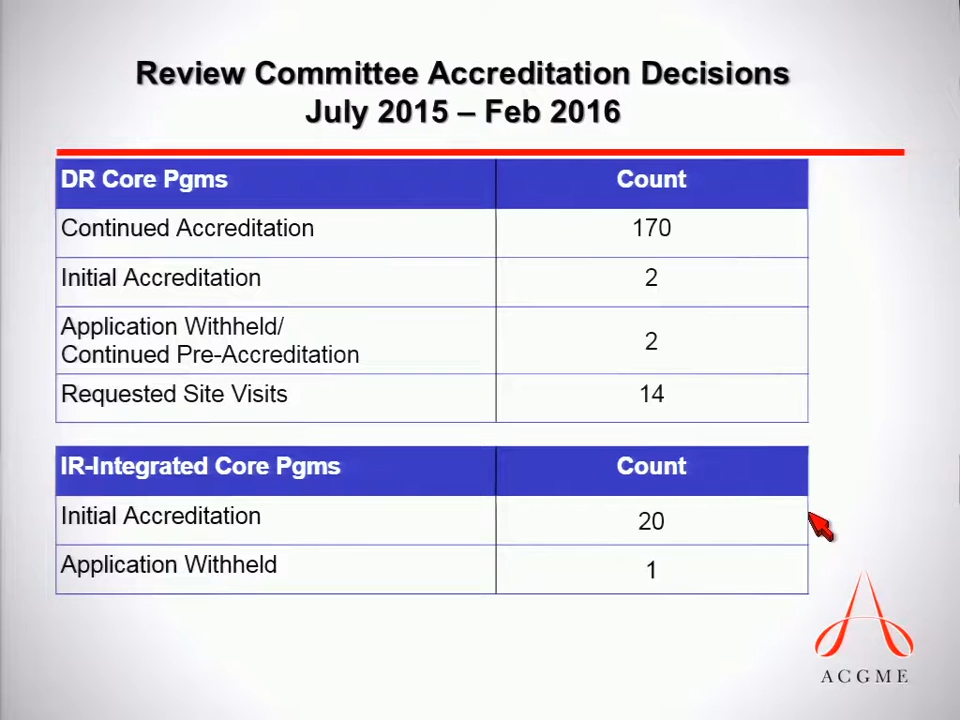 Review Committee Accreditation Decisions
July 2015 – Feb 2016
DR Core Pgms Count
Continued Accreditation 170
Initial Accreditation 2
Application Withheld/
Continued Pre-Accreditation 2
Requested Site Visits 14
IR-Integrated Core Pgms Count
Initial Accreditation 20
Application Withheld 1
ACGME